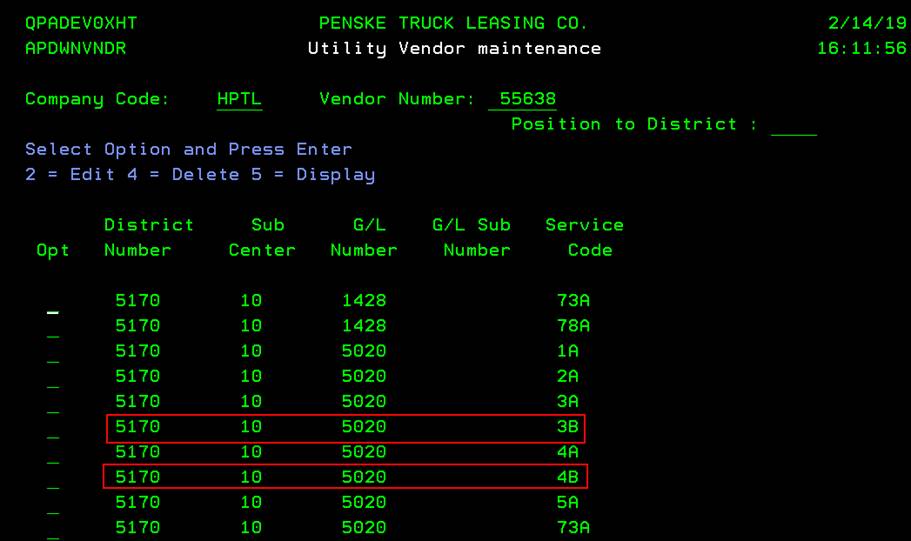 QPADEV0XHT PENSKE TRUCK LEASING CO. 2/14/19
APDWNVNDR Utility Vendor maintenance 16:11:56
Company Code: HPTL Vendor Number: 55638
Position to District : ____
Select Option and Press Enter
2 = Edit 4 = Delete 5 = Display
District Sub G/L G/L Sub Service
Opt Number Center Number Number Code
_ 5170 10 1428 73A
_ 5170 10 1428 78A
_ 5170 10 5020 1A
_ 5170 10 5020 2A
_ 5170 10 5020 3A
_ 5170 10 5020 3B
_ 5170 10 5020 4A
_ 5170 10 5020 4B
_ 5170 10 5020 5A
_ 5170 10 5020 73A